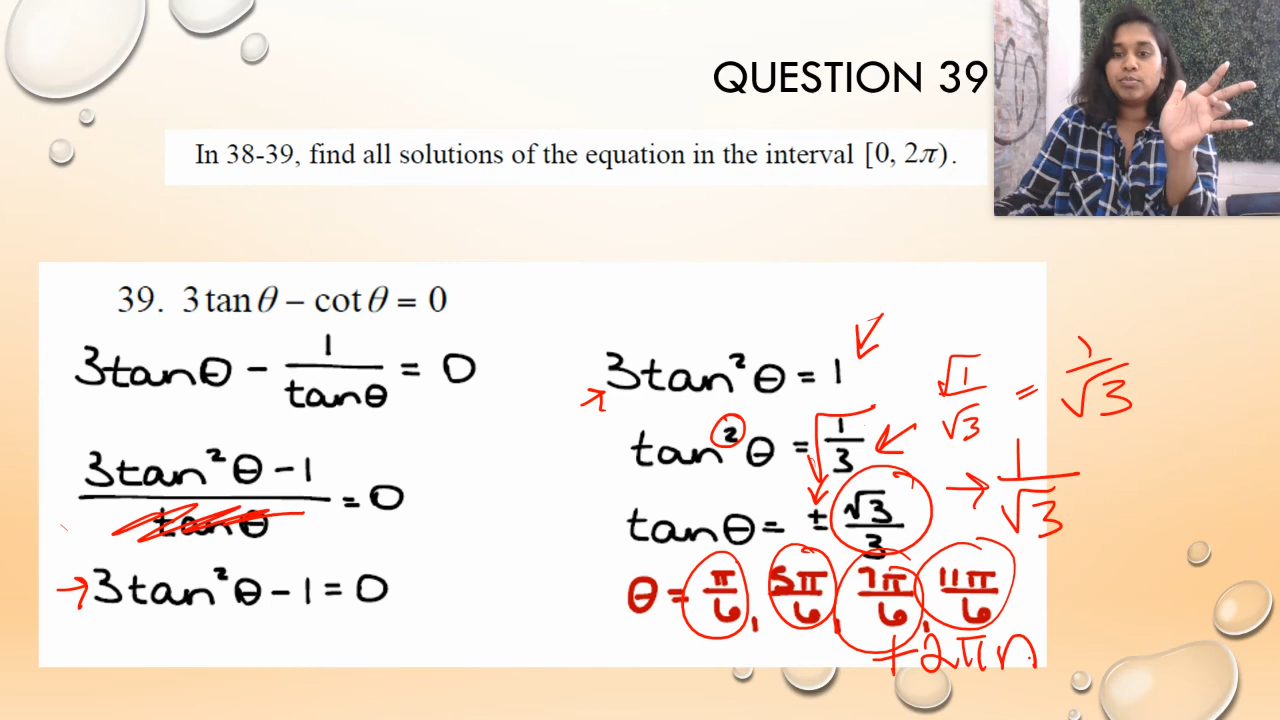 QUESTION 39
In 38-39, find all solutions of the equation in the interval [0, 2π).
39. 3 tan θ − cot θ = 0
3tanθ - 1/tanθ = 0
3tan²θ - 1/tanθ = 0
→ 3tan²θ - 1 = 0
3tan²θ = 1
tan²θ = √1/3
tanθ = ± √3/3
θ = π/6, 5π/6, 7π/6, 11π/6
+2πn
√1/√3 = 1/√3
→ 1/√3